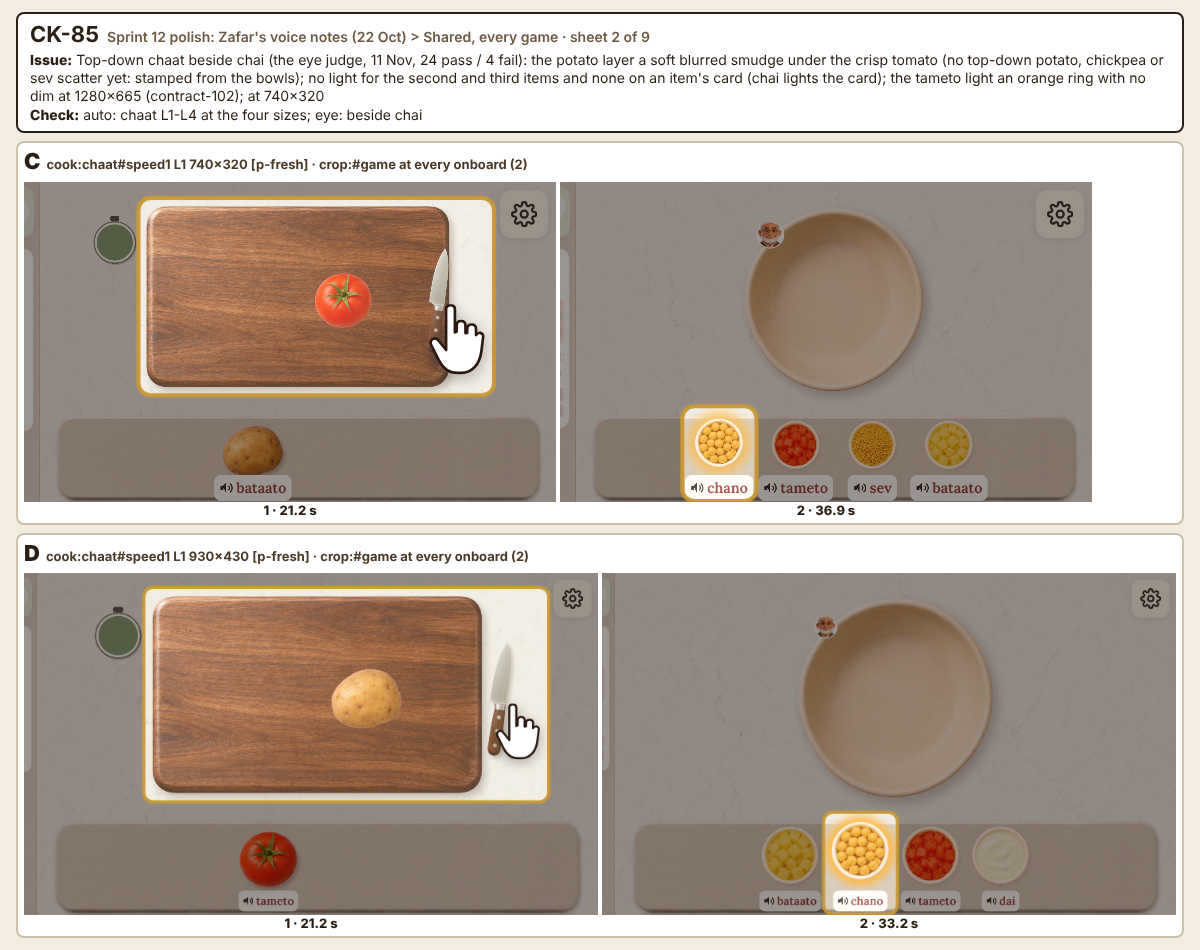 CK-85 Sprint 12 polish: Zafar's voice notes (22 Oct) > Shared, every game · sheet 2 of 9
Issue: Top-down chaat beside chai (the eye judge, 11 Nov, 24 pass / 4 fail): the potato layer a soft blurred smudge under the crisp tomato (no top-down potato, chickpea or
sev scatter yet: stamped from the bowls); no light for the second and third items and none on an item's card (chai lights the card); the tameto light an orange ring with no
dim at 1280×665 (contract-102); at 740×320
Check: auto: chaat L1-L4 at the four sizes; eye: beside chai
C cook:chaat#speed1 L1 740×320 [p-fresh] · crop:#game at every onboard (2)
bataato
chano
tameto
sev
bataato
1 · 21.2 s
2 · 36.9 s
D cook:chaat#speed1 L1 930×430 [p-fresh] · crop:#game at every onboard (2)
tameto
bataato
chano
tameto
dai
1 · 21.2 s
2 · 33.2 s